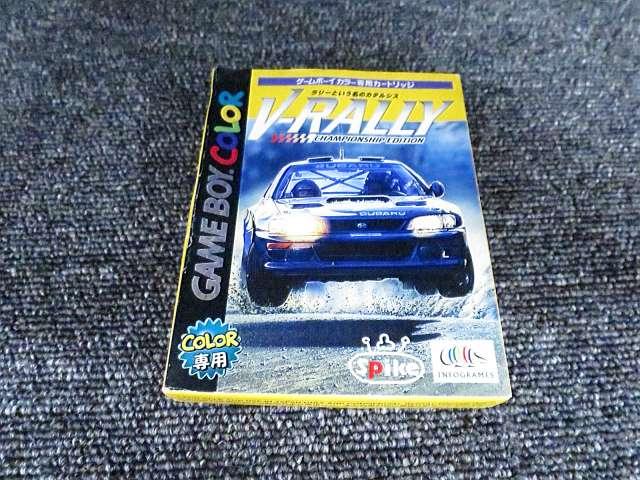 ゲームボーイカラー専用カートリッジ
ラリーという名のカタルシス
V-RALLY
CHAMPIONSHIP EDITION
SUBARU
SUBARU
GAME BOY COLOR
COLOR
専用
Spike
INFOGRAMES